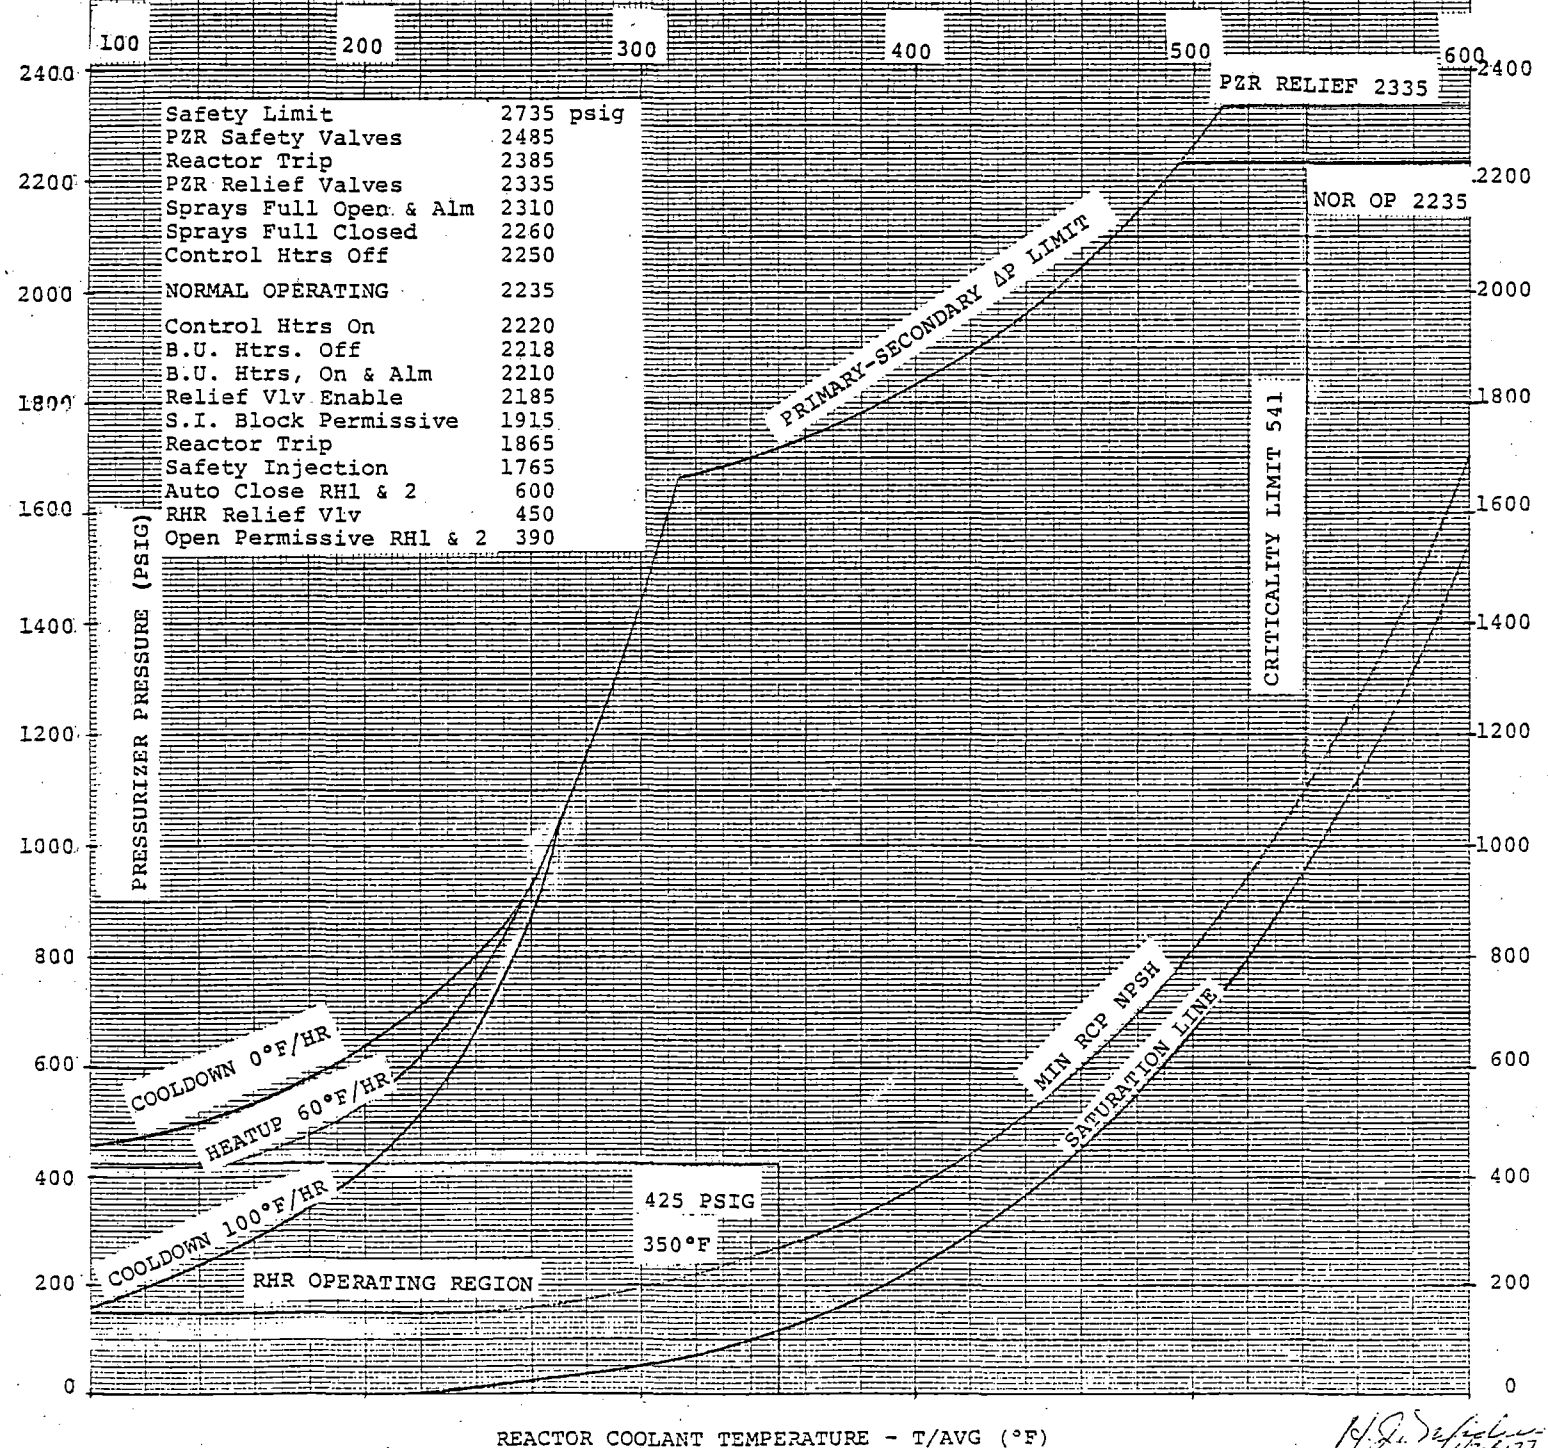 100 200 300 400 500 600
2400 2400
PZR RELIEF 2335
Safety Limit 2735 psig
PZR Safety Valves 2485
Reactor Trip 2385
PZR Relief Valves 2335
Sprays Full Open & Alm 2310
Sprays Full Closed 2260
Control Htrs Off 2250
NORMAL OPERATING 2235
Control Htrs On 2220
B.U. Htrs. Off 2218
B.U. Htrs, On & Alm 2210
Relief Vlv Enable 2185
S.I. Block Permissive 1915
Reactor Trip 1865
Safety Injection 1765
Auto Close RH1 & 2 600
RHR Relief Vlv 450
Open Permissive RH1 & 2 390
2200 2200
NOR OP 2235
2000 2000
PRIMARY-SECONDARY ΔP LIMIT
1800 1800
CRITICALITY LIMIT 541
1600 1600
PRESSURIZER PRESSURE (PSIG)
1400 1400
1200 1200
1000 1000
800 800
MIN RCP NPSH
SATURATION LINE
COOLDOWN 0°F/HR
600 600
HEATUP 60°F/HR
400 400
COOLDOWN 100°F/HR
425 PSIG
350°F
200 200
RHR OPERATING REGION
0 0
REACTOR COOLANT TEMPERATURE - T/AVG (°F)